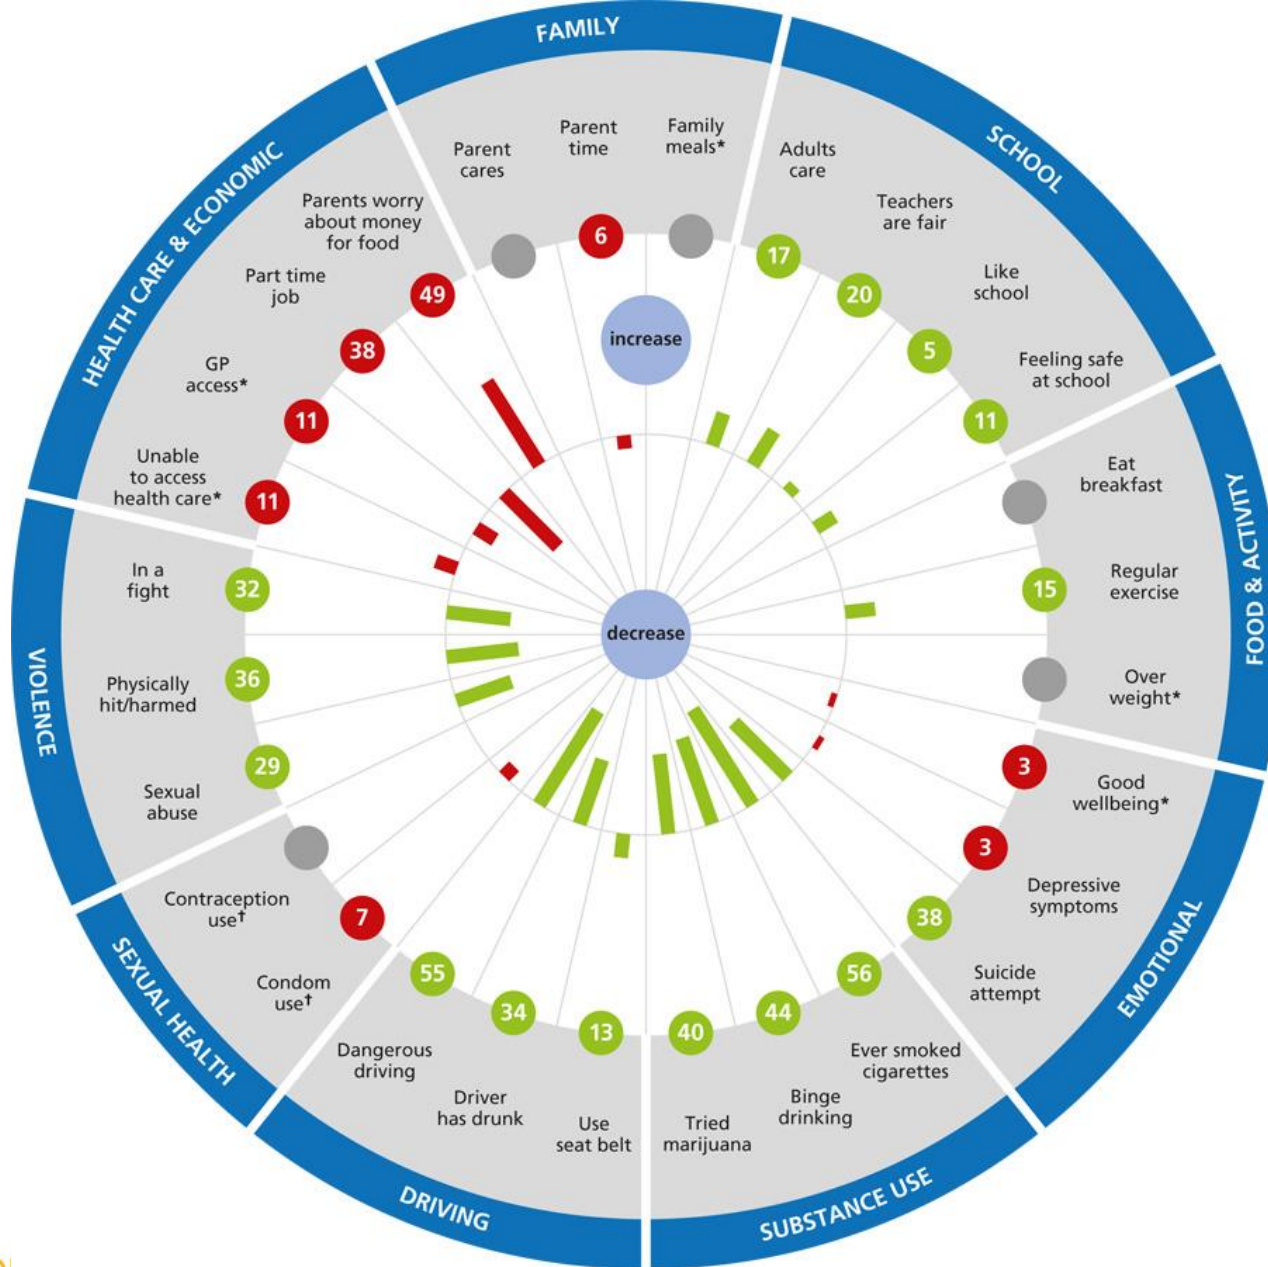 FAMILY
Parent
cares
Parent
time
6
Family
meals*
SCHOOL
Adults
care
17
Teachers
are fair
20
Like
school
5
Feeling safe
at school
11
FOOD & ACTIVITY
Eat
breakfast
Regular
exercise
15
Over
weight*
EMOTIONAL
Good
wellbeing*
3
Depressive
symptoms
3
Suicide
attempt
38
SUBSTANCE USE
Ever smoked
cigarettes
56
Binge
drinking
44
Tried
marijuana
40
DRIVING
Use
seat belt
13
Driver
has drunk
34
Dangerous
driving
55
SEXUAL HEALTH
Condom
use†
7
Contraception
use†
VIOLENCE
Sexual
abuse
29
Physically
hit/harmed
36
In a
fight
32
HEALTH CARE & ECONOMIC
Unable
to access
health care*
11
GP
access*
11
Part time
job
38
Parents worry
about money
for food
49
increase
decrease